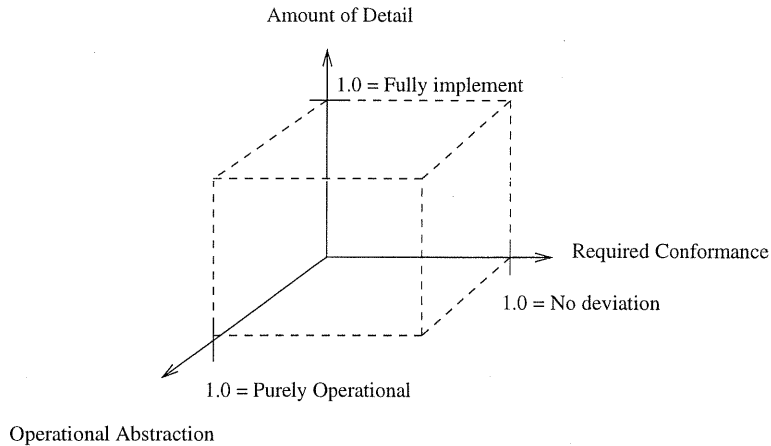 Amount of Detail
1.0 = Fully implement
Required Conformance
1.0 = No deviation
1.0 = Purely Operational
Operational Abstraction